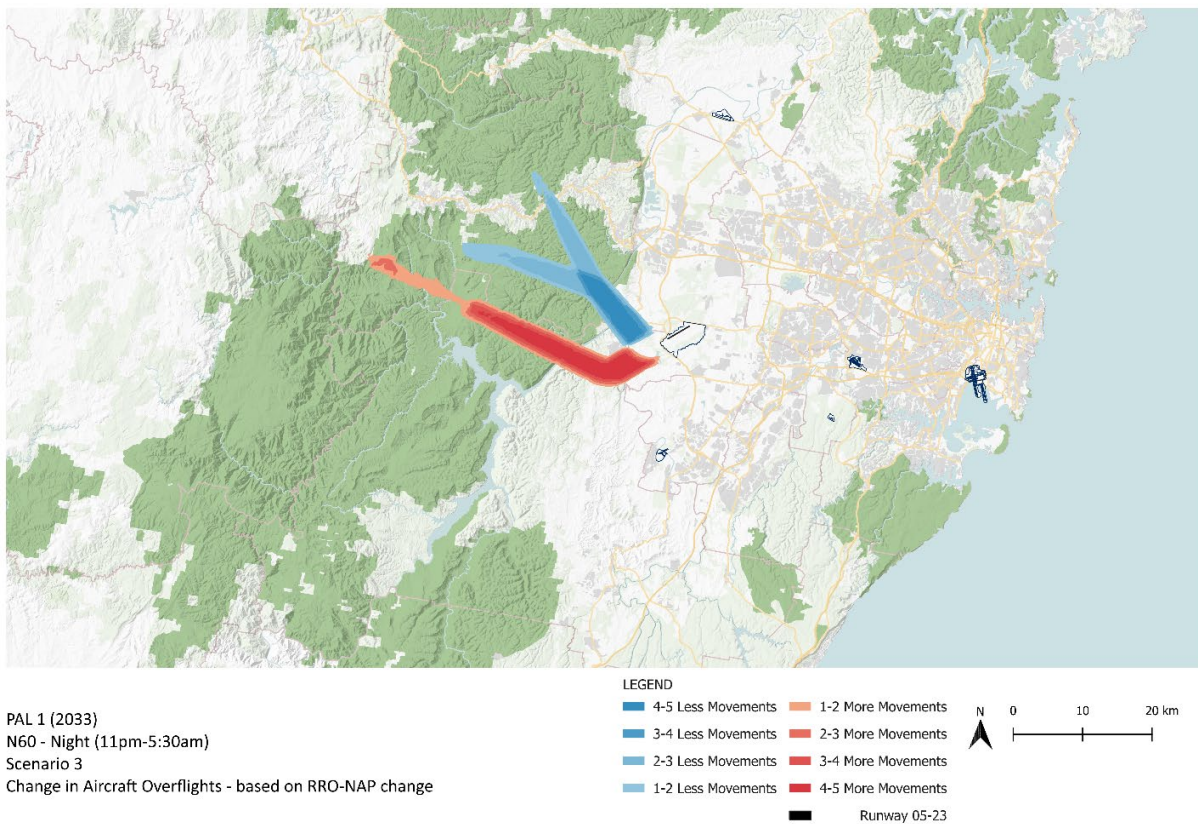 PAL 1 (2033)
N60 - Night (11pm-5:30am)
Scenario 3
Change in Aircraft Overflights - based on RRO-NAP change
LEGEND
4-5 Less Movements
3-4 Less Movements
2-3 Less Movements
1-2 Less Movements
1-2 More Movements
2-3 More Movements
3-4 More Movements
4-5 More Movements
Runway 05-23
N
0 10 20 km